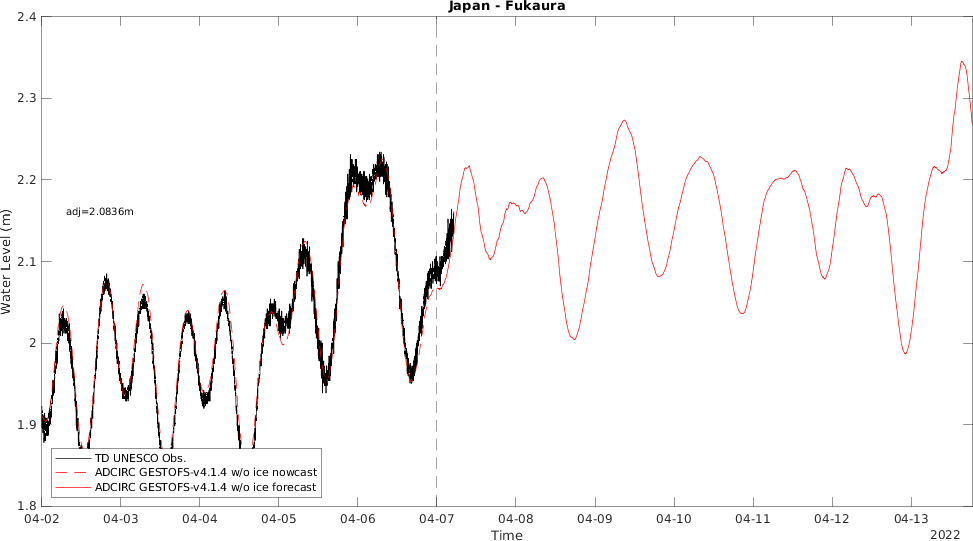 Japan - Fukaura
2.4
2.3
2.2
2.1
2
1.9
1.8
Water Level (m)
adj=2.0836m
TD UNESCO Obs.
ADCIRC GESTOFS-v4.1.4 w/o ice nowcast
ADCIRC GESTOFS-v4.1.4 w/o ice forecast
04-02 04-03 04-04 04-05 04-06 04-07 04-08 04-09 04-10 04-11 04-12 04-13
Time
2022